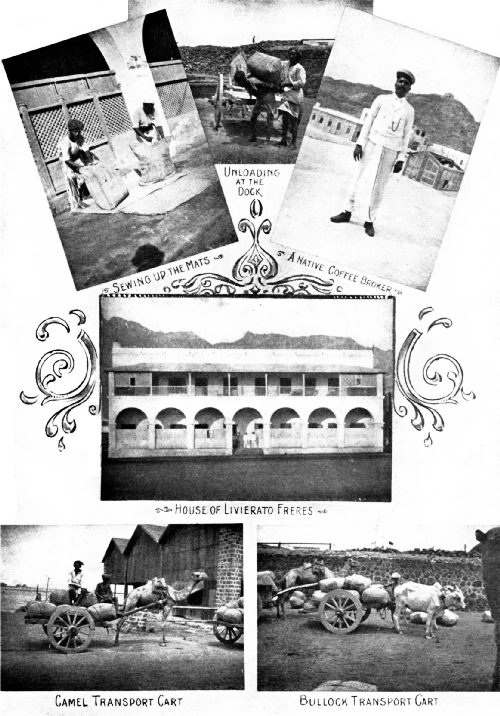 UNLOADING
AT THE
DOCK
SEWING UP THE MATS
A NATIVE COFFEE BROKER
HOUSE OF LIVIERATO FRERES
CAMEL TRANSPORT CART
BULLOCK TRANSPORT CART